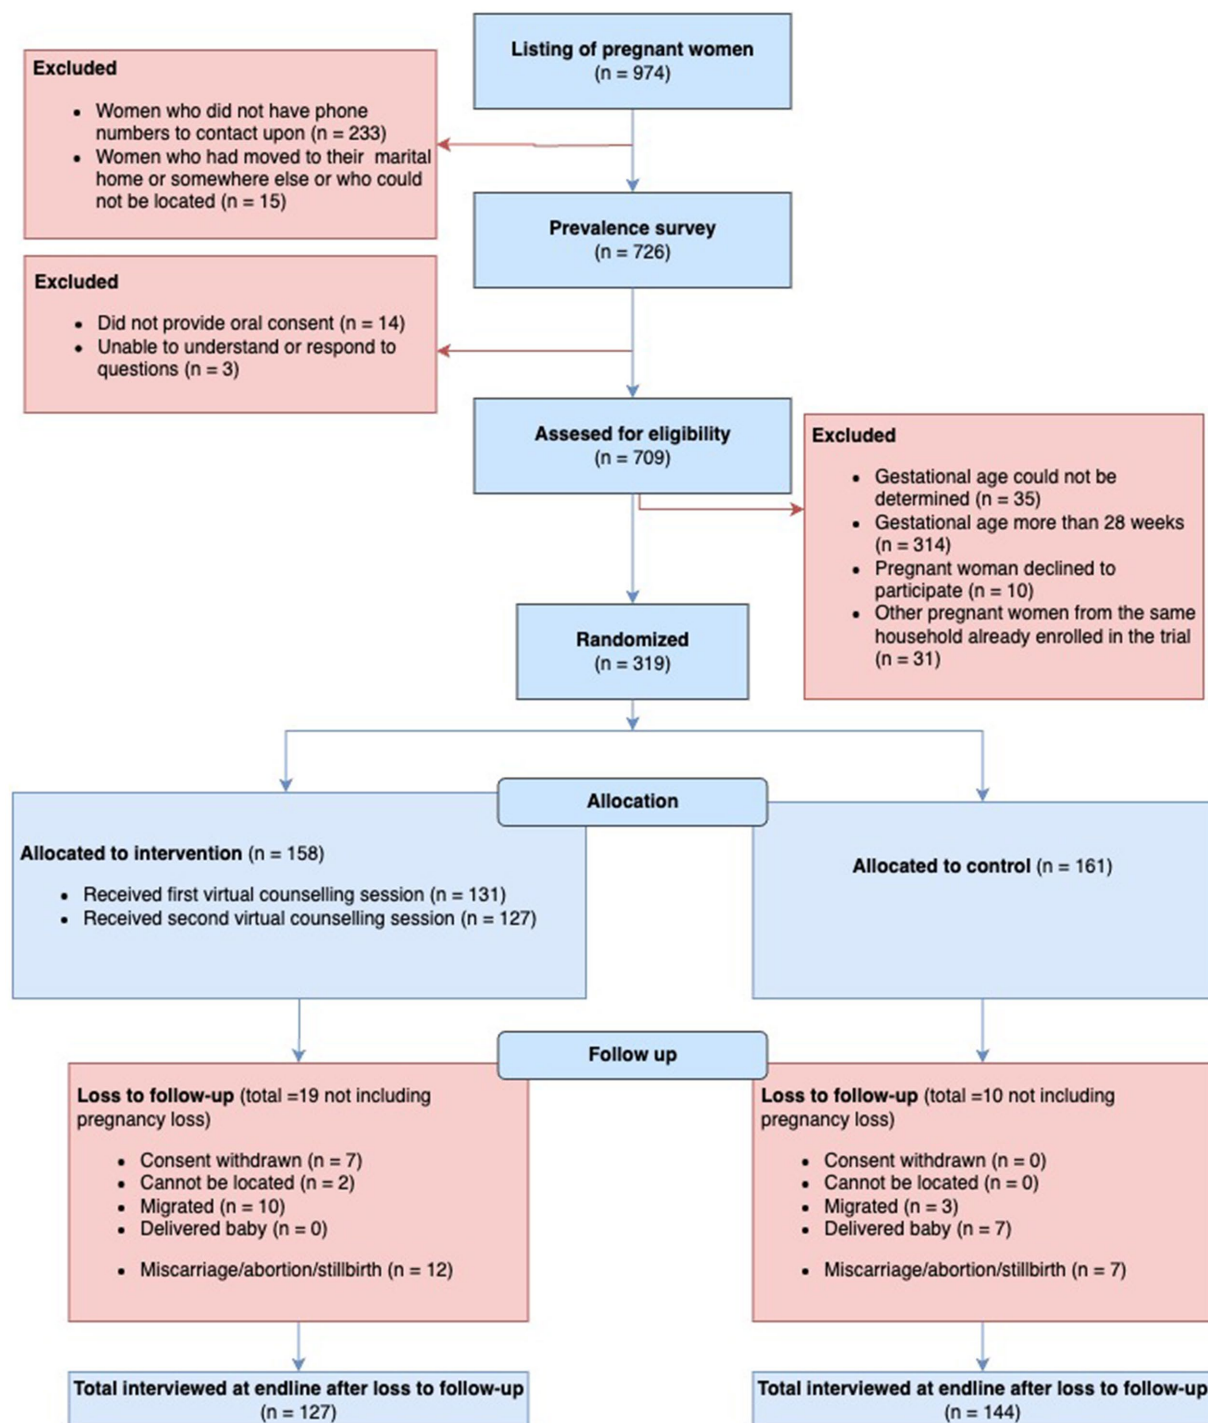 Listing of pregnant women
(n = 974)
Excluded
• Women who did not have phone
numbers to contact upon (n = 233)
• Women who had moved to their marital
home or somewhere else or who could
not be located (n = 15)
Prevalence survey
(n = 726)
Excluded
• Did not provide oral consent (n = 14)
• Unable to understand or respond to
questions (n = 3)
Assesed for eligibility
(n = 709)
Excluded
• Gestational age could not be
determined (n = 35)
• Gestational age more than 28 weeks
(n = 314)
• Pregnant woman declined to
participate (n = 10)
• Other pregnant women from the same
household already enrolled in the trial
(n = 31)
Randomized
(n = 319)
Allocation
Allocated to intervention (n = 158)
• Received first virtual counselling session (n = 131)
• Received second virtual counselling session (n = 127)
Allocated to control (n = 161)
Follow up
Loss to follow-up (total =19 not including
pregnancy loss)
• Consent withdrawn (n = 7)
• Cannot be located (n = 2)
• Migrated (n = 10)
• Delivered baby (n = 0)
• Miscarriage/abortion/stillbirth (n = 12)
Loss to follow-up (total =10 not including
pregnancy loss)
• Consent withdrawn (n = 0)
• Cannot be located (n = 0)
• Migrated (n = 3)
• Delivered baby (n = 7)
• Miscarriage/abortion/stillbirth (n = 7)
Total interviewed at endline after loss to follow-up
(n = 127)
Total interviewed at endline after loss to follow-up
(n = 144)